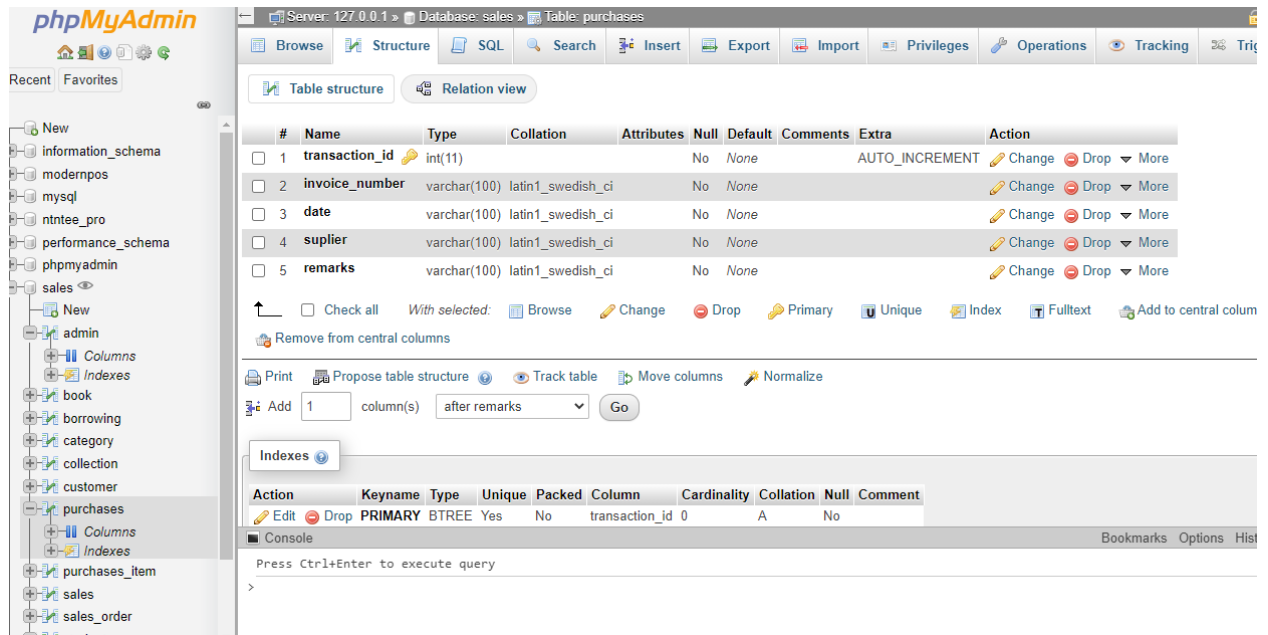 phpMyAdmin
Recent Favorites
New
information_schema
modernpos
mysql
ntntee_pro
performance_schema
phpmyadmin
sales
New
admin
Columns
Indexes
book
borrowing
category
collection
customer
purchases
Columns
Indexes
purchases_item
sales
sales_order
Server: 127.0.0.1 » Database: sales » Table: purchases
Browse Structure SQL Search Insert Export Import Privileges Operations Tracking Trig
Table structure Relation view
# Name Type Collation Attributes Null Default Comments Extra Action
1 transaction_id int(11) No None AUTO_INCREMENT Change Drop More
2 invoice_number varchar(100) latin1_swedish_ci No None Change Drop More
3 date varchar(100) latin1_swedish_ci No None Change Drop More
4 suplier varchar(100) latin1_swedish_ci No None Change Drop More
5 remarks varchar(100) latin1_swedish_ci No None Change Drop More
Check all With selected: Browse Change Drop Primary Unique Index Fulltext Add to central colum
Remove from central columns
Print Propose table structure Track table Move columns Normalize
Add 1 column(s) after remarks Go
Indexes
Action Keyname Type Unique Packed Column Cardinality Collation Null Comment
Edit Drop PRIMARY BTREE Yes No transaction_id 0 A No
Console Bookmarks Options Hist
Press Ctrl+Enter to execute query
>